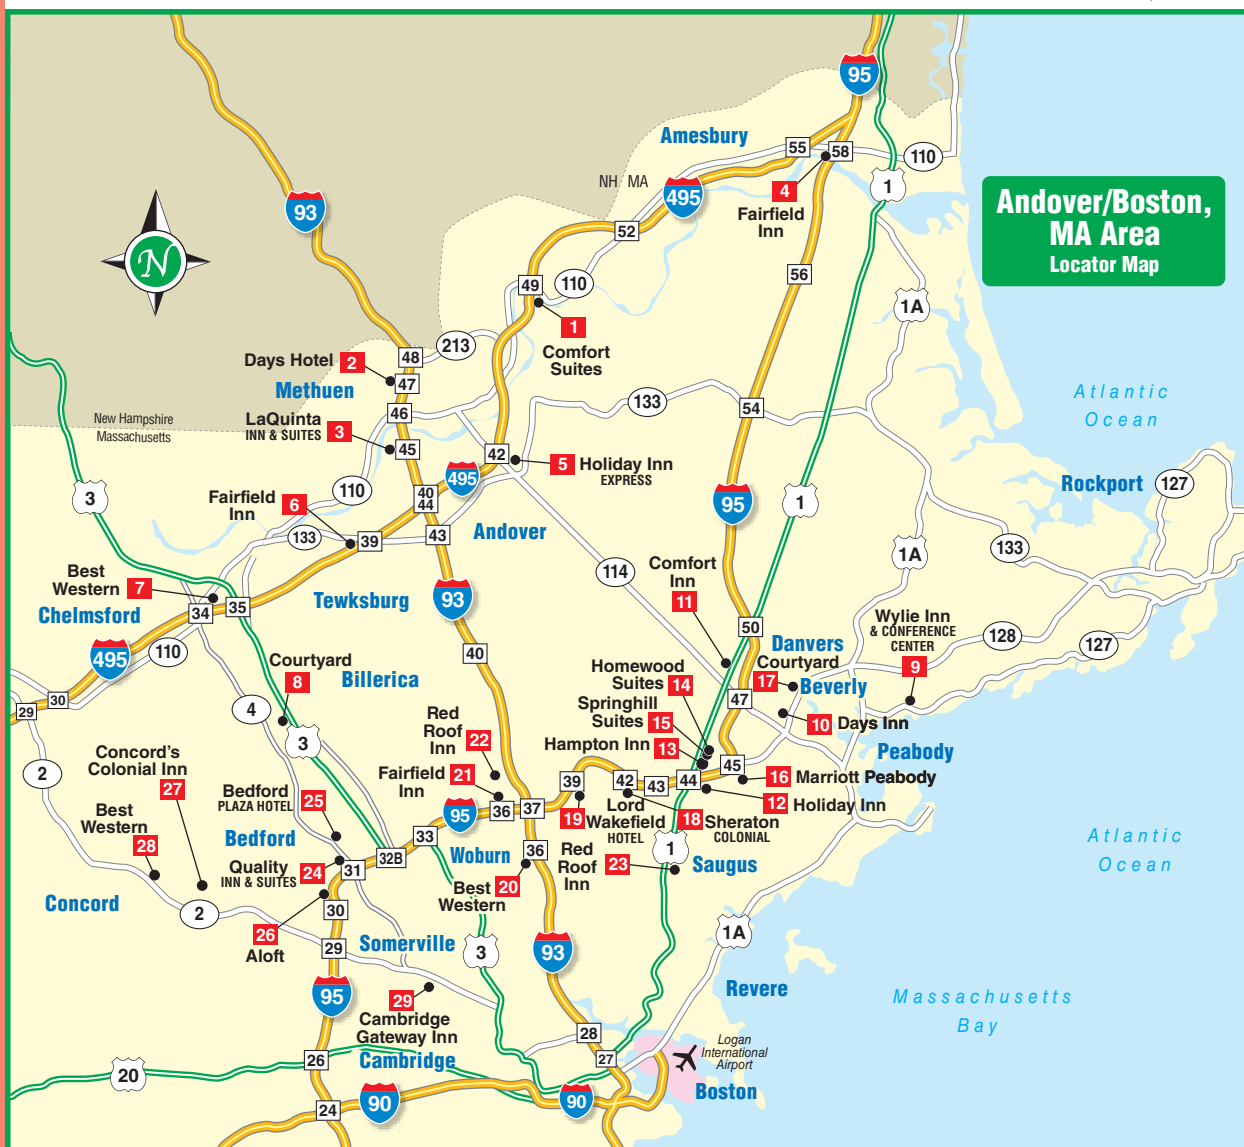 95
Amesbury
55
58
110
NH
MA
93
495
4
1
Fairfield
Inn
Andover/Boston,
MA Area
Locator Map
52
N
56
49
110
1A
1
Comfort
Suites
213
48
Days Hotel
2
47
Methuen
Atlantic
Ocean
133
54
46
New Hampshire
Massachusetts
LaQuinta
INN & SUITES
3
45
42
5
Holiday Inn
EXPRESS
495
Rockport
127
3
110
40
44
95
1
Fairfield
Inn
6
133
39
43
Andover
133
1A
114
Comfort
Inn
11
Best
Western
7
Chelmsford
34
35
Tewksburg
93
50
Danvers
Wylie Inn
& CONFERENCE
CENTER
9
128
127
495
110
40
Courtyard
8
Billerica
Homewood
Suites
14
Courtyard
17
Beverly
30
29
4
47
Springhill
Suites
15
10
Days Inn
3
Red
Roof
Inn
22
Hampton Inn
13
Peabody
Concord's
Colonial Inn
27
2
Fairfield
Inn
21
39
42
43
44
45
16
Marriott Peabody
Bedford
PLAZA HOTEL
25
12
Holiday Inn
Best
Western
28
95
36
37
19
Lord
Wakefield
HOTEL
18
Sheraton
COLONIAL
Bedford
33
32B
Woburn
36
1
Atlantic
Ocean
Quality
INN & SUITES
24
31
Red
Roof
Inn
23
Saugus
Best
Western
20
Concord
2
30
26
Aloft
29
Somerville
3
93
1A
95
29
Cambridge
Gateway Inn
Revere
Massachusetts
Bay
28
27
Logan
International
Airport
26
Cambridge
20
Boston
24
90
90